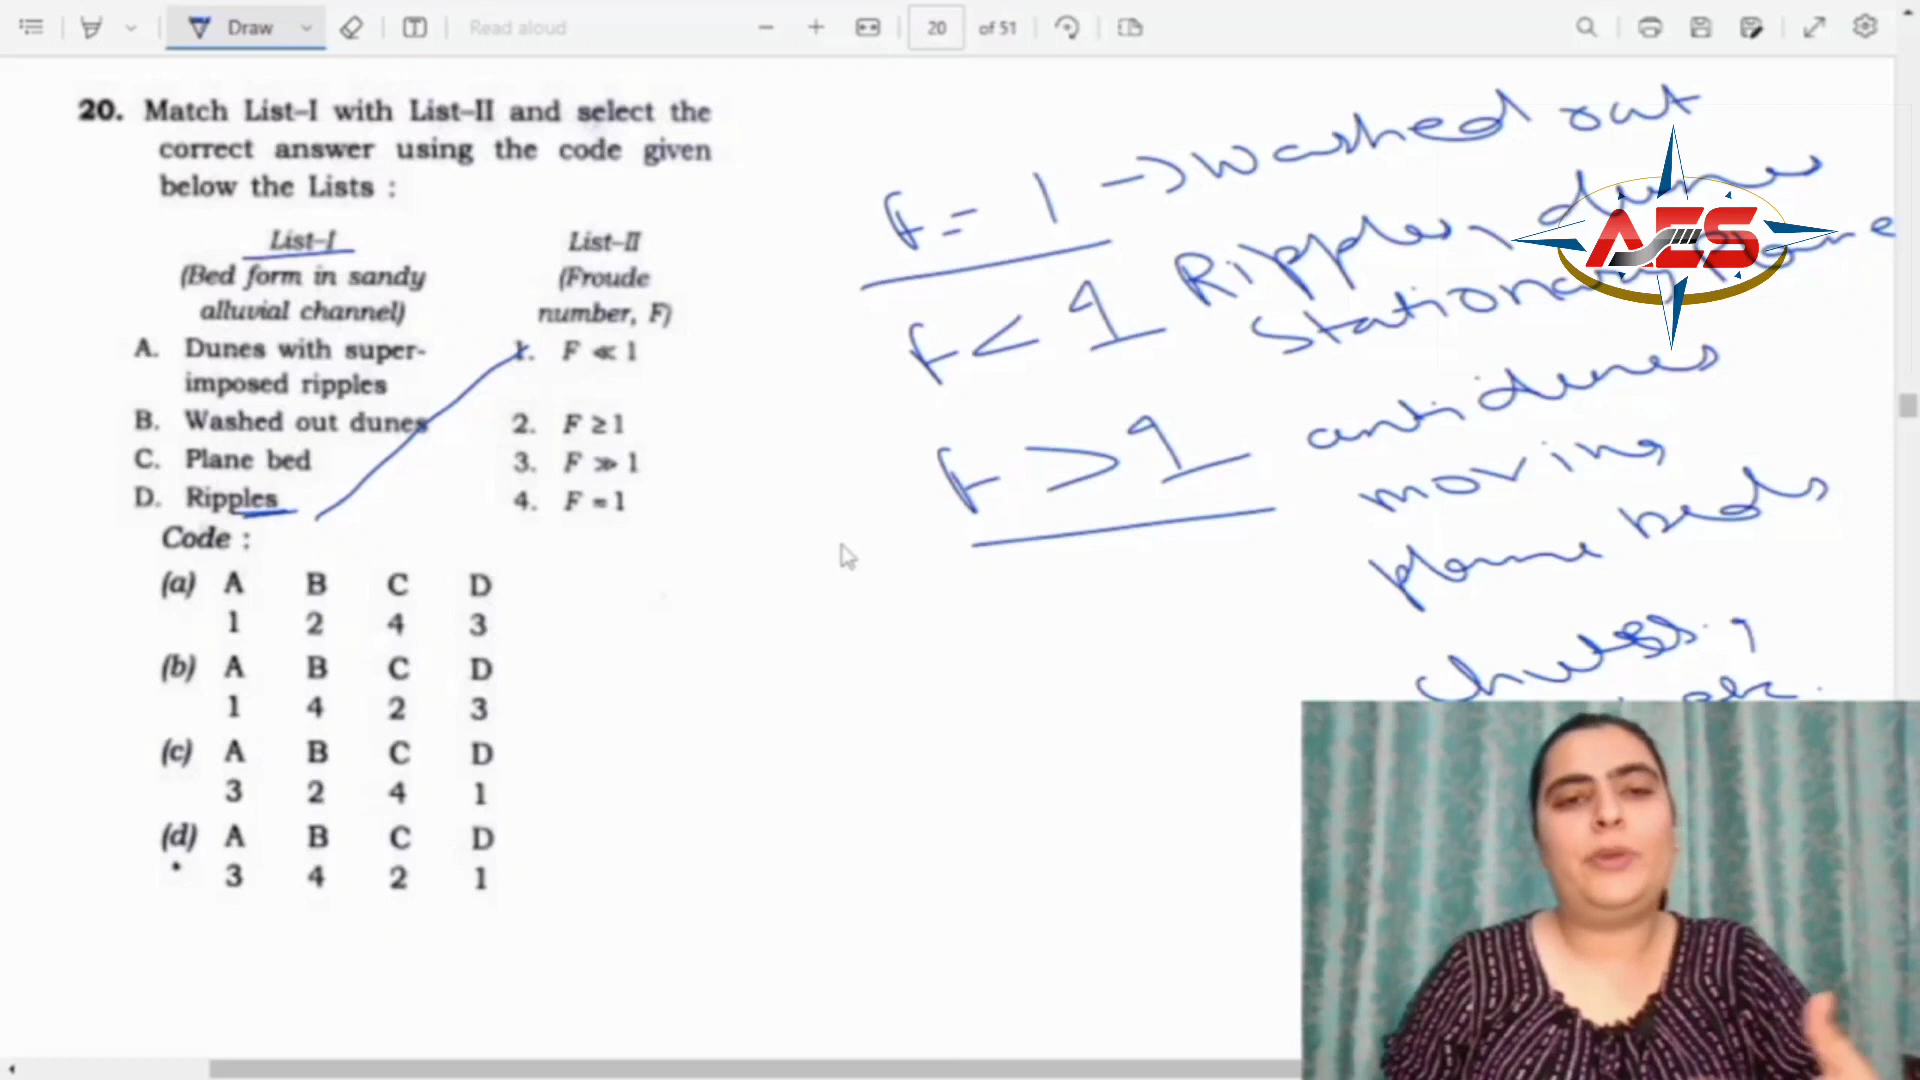 Draw
Read aloud
20 of 51
20. Match List–I with List–II and select the
correct answer using the code given
below the Lists :
List–I List–II
(Bed form in sandy (Froude
alluvial channel) number, F)
A. Dunes with super- 1. F ≪ 1
imposed ripples
B. Washed out dunes 2. F ≥ 1
C. Plane bed 3. F ≫ 1
D. Ripples 4. F = 1
Code :
(a) A B C D
1 2 4 3
(b) A B C D
1 4 2 3
(c) A B C D
3 2 4 1
(d) A B C D
3 4 2 1
F = 1 → washed out
dunes
F < 1 Ripples,
Stationary
F > 1 antidunes
moving
plane beds
AES